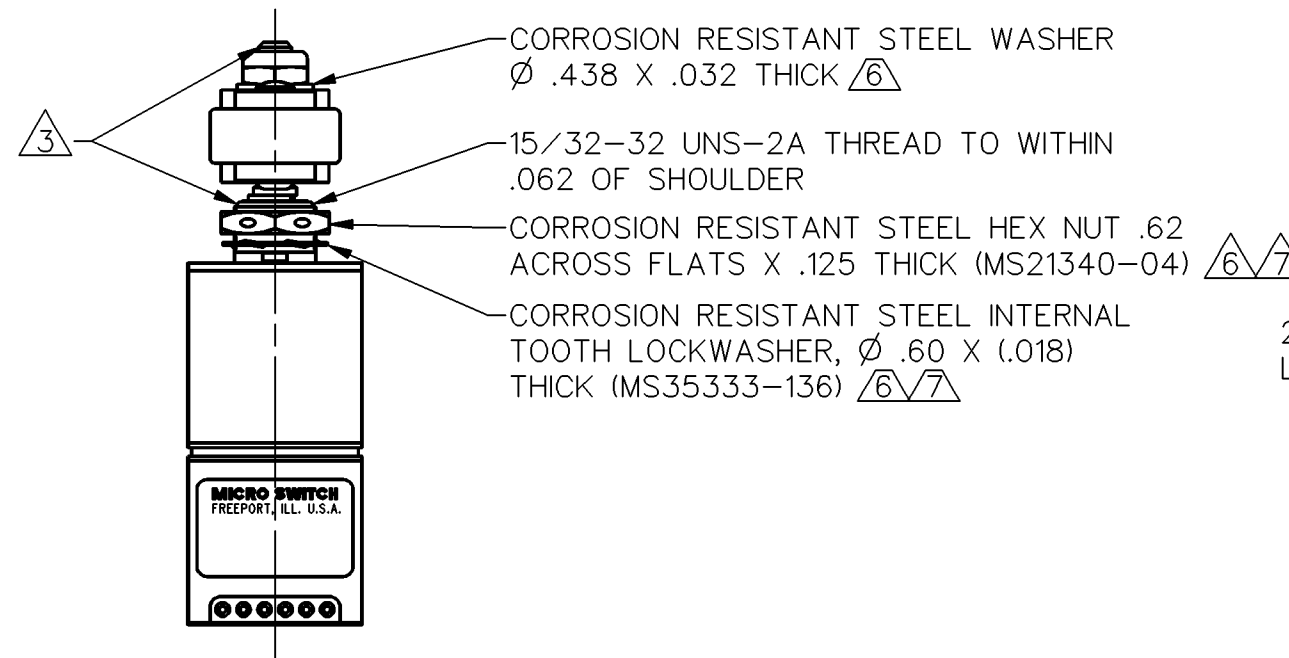 CORROSION RESISTANT STEEL WASHER
Ø .438 X .032 THICK 6
3
15/32-32 UNS-2A THREAD TO WITHIN
.062 OF SHOULDER
CORROSION RESISTANT STEEL HEX NUT .62
ACROSS FLATS X .125 THICK (MS21340-04) 6 7
CORROSION RESISTANT STEEL INTERNAL
TOOTH LOCKWASHER, Ø .60 X (.018)
THICK (MS35333-136) 6 7
2
L
MICRO SWITCH
FREEPORT, ILL. U.S.A.